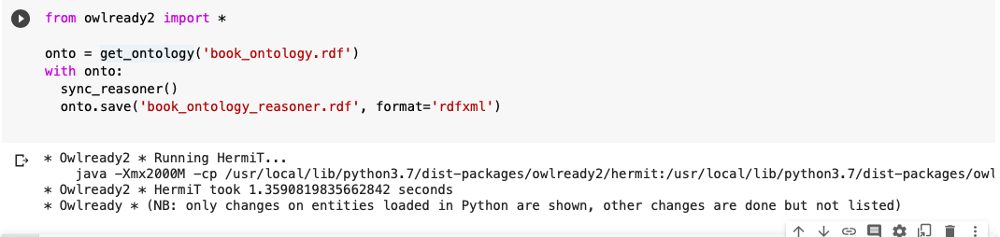 from owlready2 import *
onto = get_ontology('book_ontology.rdf')
with onto:
  sync_reasoner()
  onto.save('book_ontology_reasoner.rdf', format='rdfxml')
* Owlready2 * Running HermiT...
    java -Xmx2000M -cp /usr/local/lib/python3.7/dist-packages/owlready2/hermit:/usr/local/lib/python3.7/dist-packages/owl
* Owlready2 * HermiT took 1.3590819835662842 seconds
* Owlready * (NB: only changes on entities loaded in Python are shown, other changes are done but not listed)